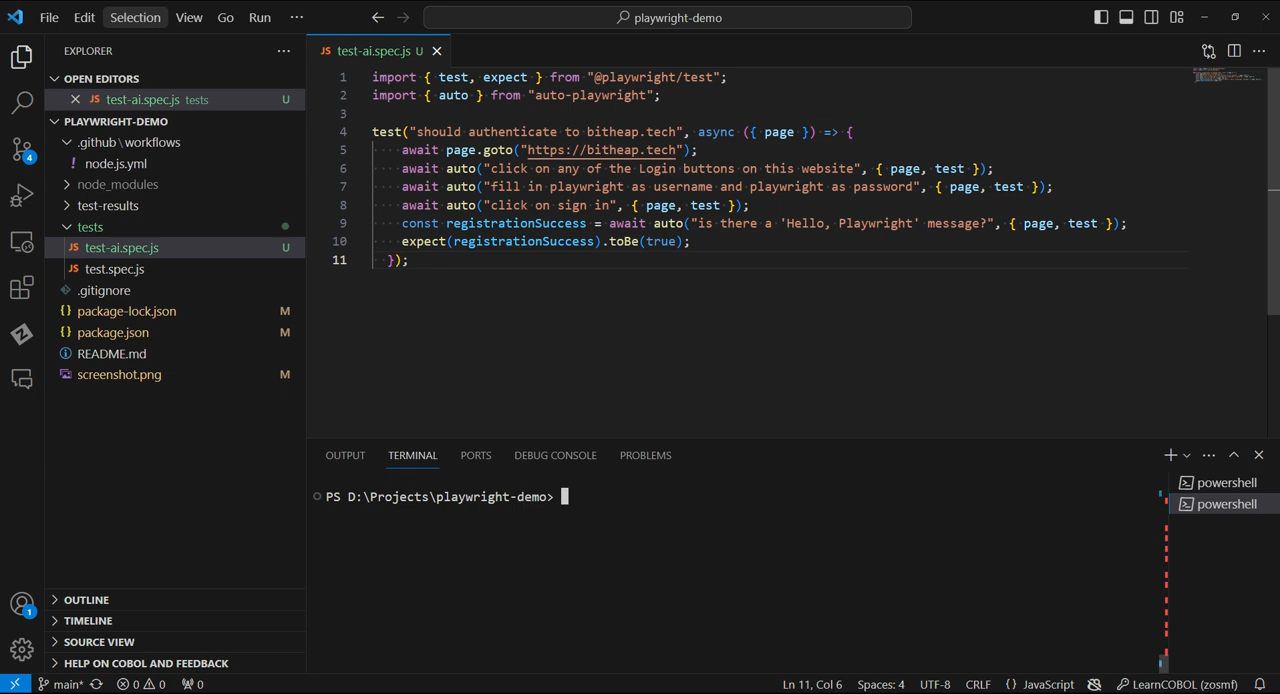 File Edit Selection View Go Run ··· playwright-demo
EXPLORER ···
OPEN EDITORS
JS test-ai.spec.js tests U
PLAYWRIGHT-DEMO
.github\workflows
! node.js.yml
node_modules
test-results
tests
JS test-ai.spec.js U
JS test.spec.js
.gitignore
{} package-lock.json M
{} package.json M
README.md
screenshot.png M
OUTLINE
TIMELINE
SOURCE VIEW
HELP ON COBOL AND FEEDBACK
4
1
JS test-ai.spec.js U
1 import { test, expect } from "@playwright/test";
2 import { auto } from "auto-playwright";
3
4 test("should authenticate to bitheap.tech", async ({ page }) => {
5 ····await page.goto("https://bitheap.tech");
6 ····await auto("click on any of the Login buttons on this website", { page, test });
7 ····await auto("fill in playwright as username and playwright as password", { page, test });
8 ····await auto("click on sign in", { page, test });
9 ····const registrationSuccess = await auto("is there a 'Hello, Playwright' message?", { page, test });
10 ····expect(registrationSuccess).toBe(true);
11 ··});
OUTPUT TERMINAL PORTS DEBUG CONSOLE PROBLEMS
PS D:\Projects\playwright-demo>
powershell
powershell
main* 0 0 0 Ln 11, Col 6 Spaces: 4 UTF-8 CRLF {} JavaScript LearnCOBOL (zosmf)